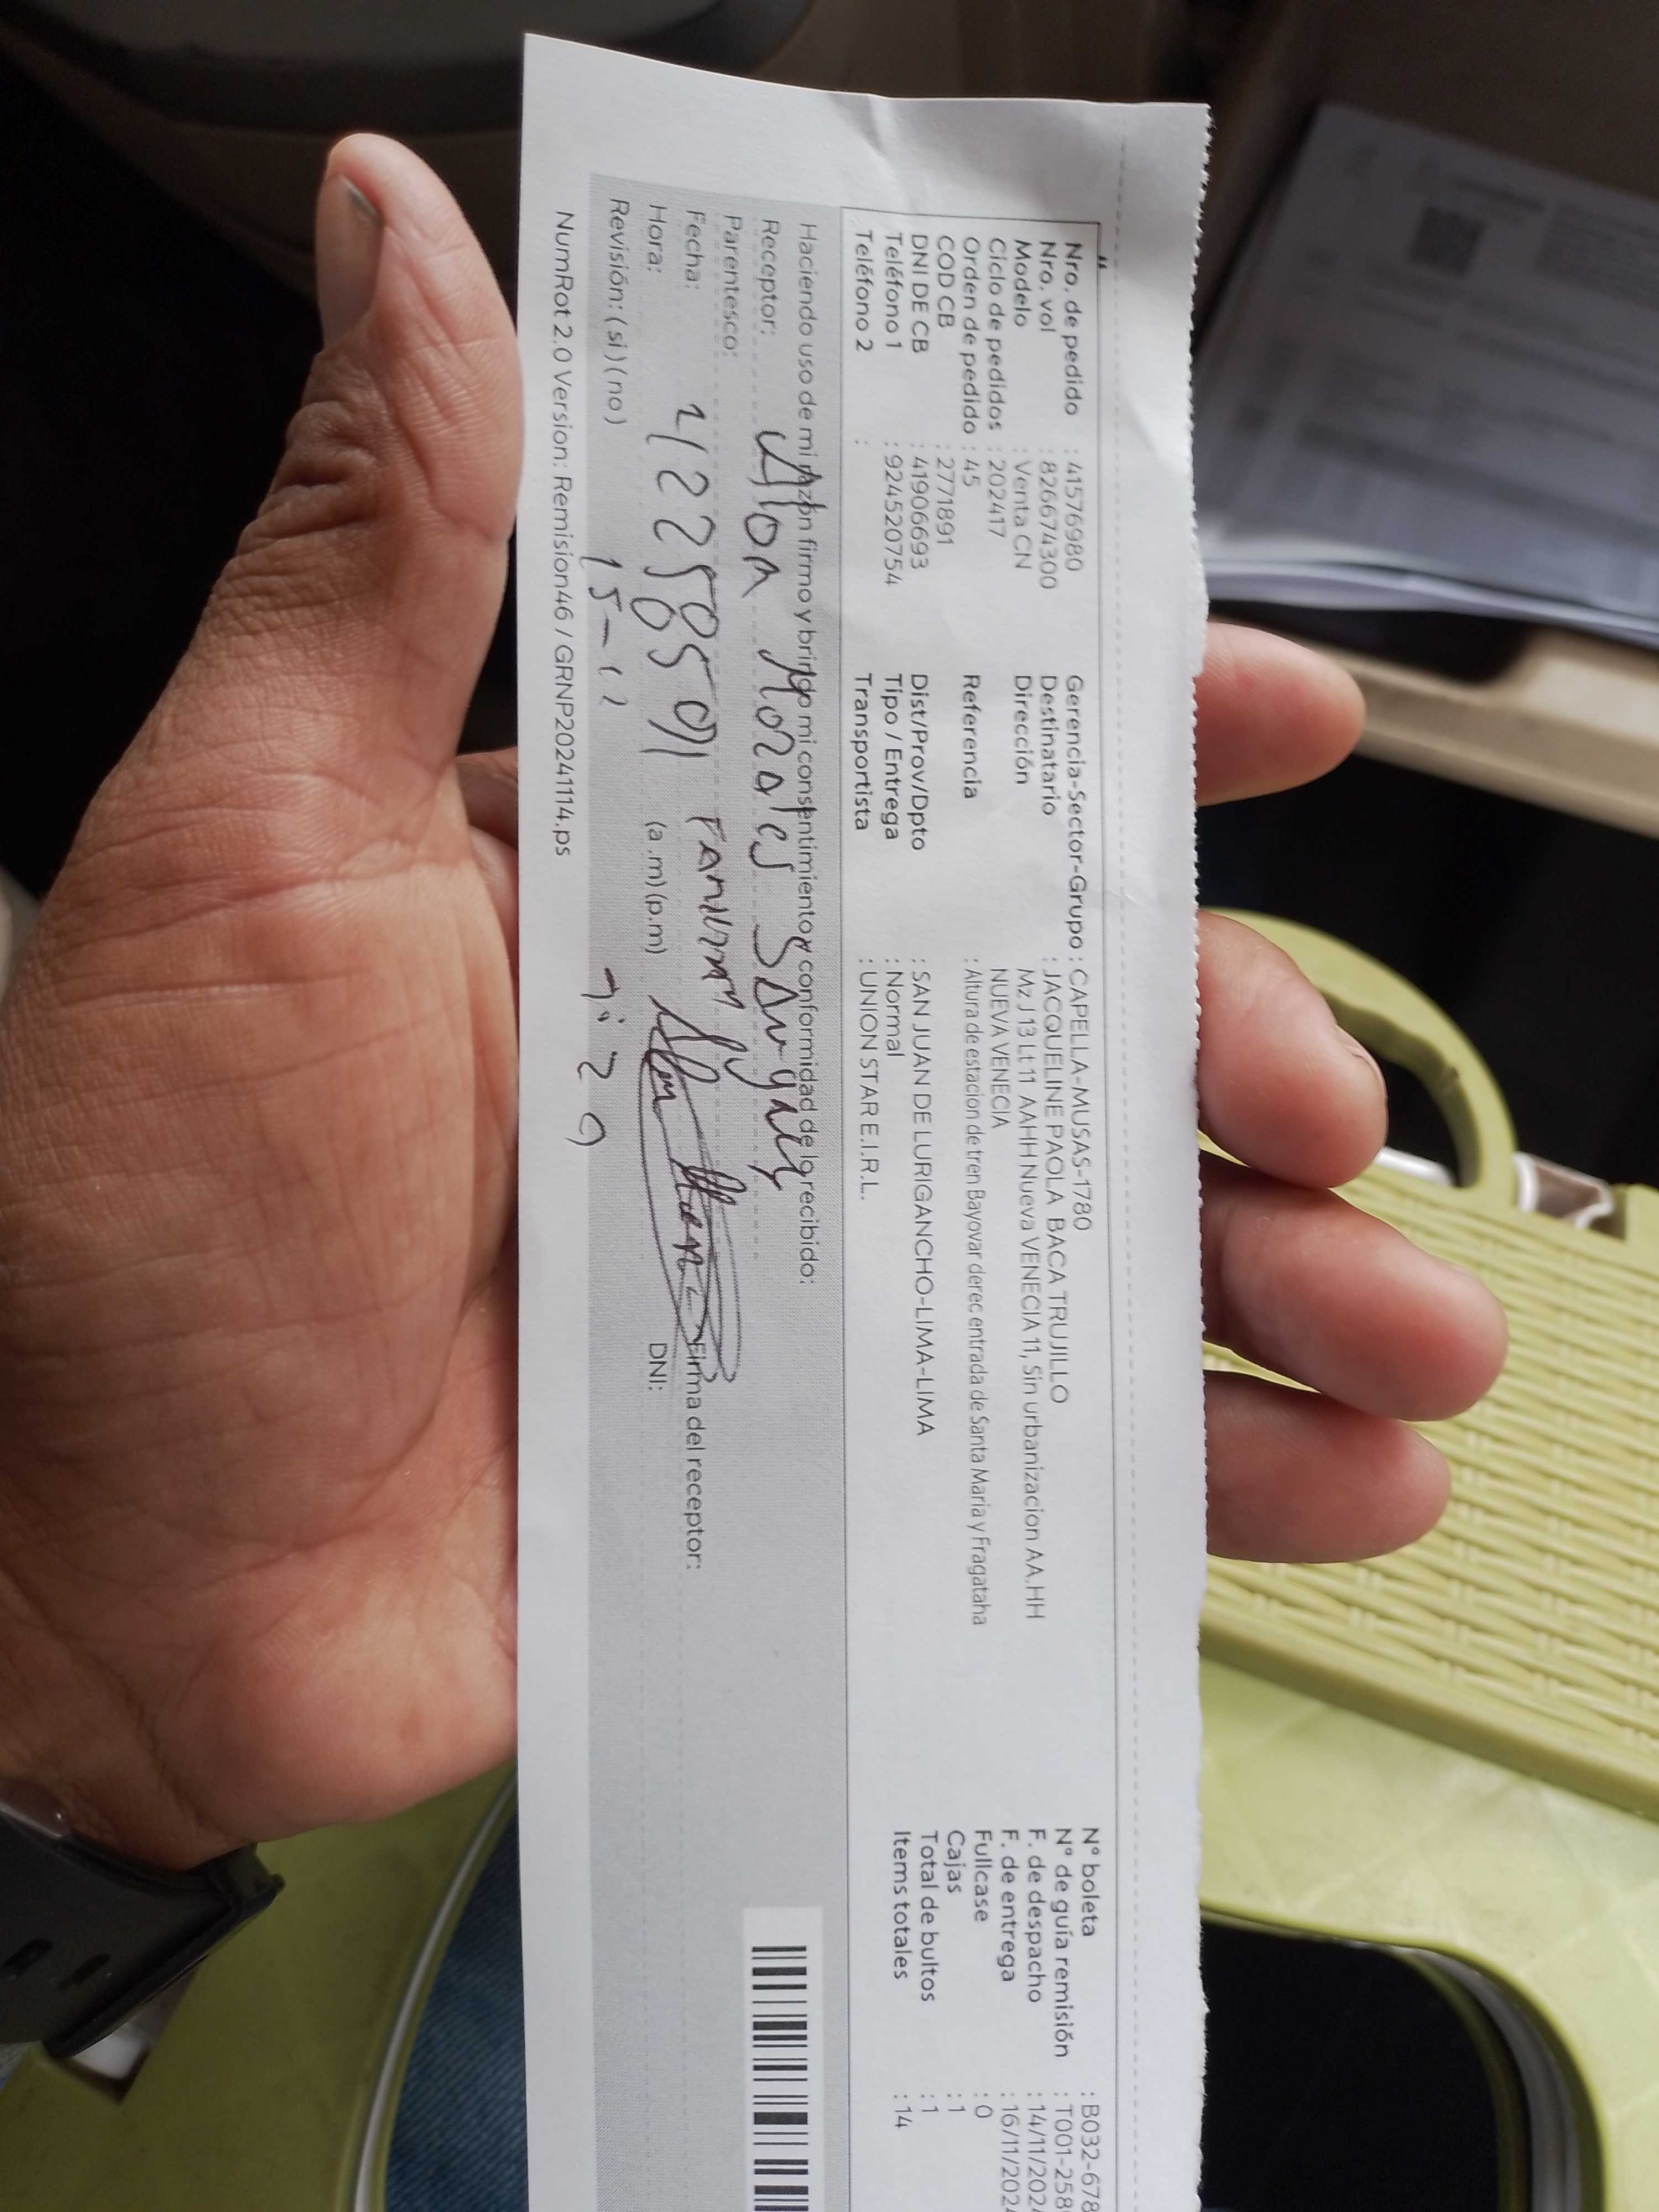 Nro. de pedido : 41576980
Nro. vol : 826674300
Modelo : Venta CN
Ciclo de pedidos : 202417
Orden de pedido : 45
COD CB : 2771891
DNI DE CB : 41906693
Teléfono 1 : 924520754
Teléfono 2 :
Gerencia-Sector-Grupo : CAPELLA-MUSAS-1780
Destinatario : JACQUELINE PAOLA BACA TRUJILLO
Dirección Mz J 13 Lt 11 AAHH Nueva VENECIA 11, Sin urbanizacion AA.HH
NUEVA VENECIA
Referencia : Altura de estacion de tren Bayovar derec entrada de Santa Maria y Fragataha
Dist/Prov/Dpto : SAN JUAN DE LURIGANCHO-LIMA-LIMA
Tipo / Entrega : Normal
Transportista : UNION STAR E.I.R.L.
N° boleta : B032-678
N° de guía remisión : T001-258
F. de despacho : 14/11/202
F. de entrega : 16/11/202
Fullcase : 0
Cajas : 1
Total de bultos : 1
Items totales : 14
Haciendo uso de mi razón firmo y brindo mi consentimiento y conformidad de lo recibido:
Receptor: Morales
Parentesco:
Fecha: Firma del receptor:
Hora: (a.m)(p.m) DNI:
Revisión: ( si ) ( no ) 15-11 7:29
NumRot 2.0 Version: Remision46 / GRNP20241114.ps